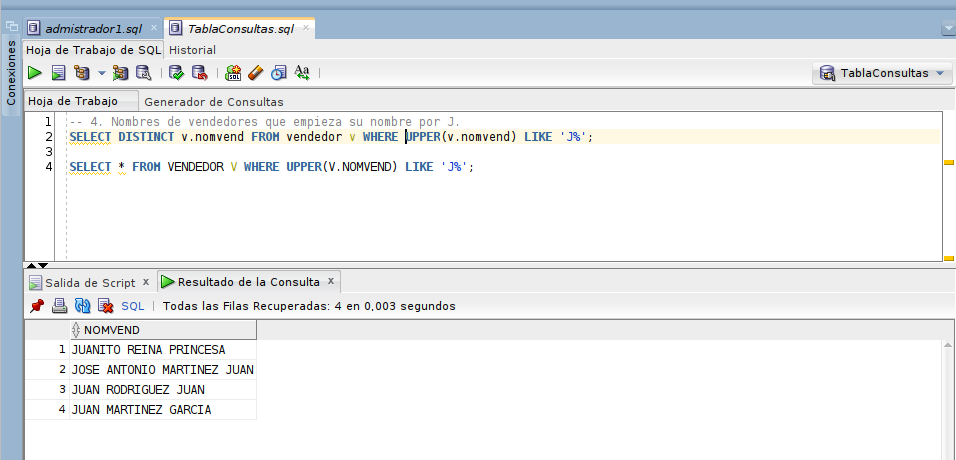 admistrador1.sql × TablaConsultas.sql ×
Conexiones
Hoja de Trabajo de SQL Historial
SQL Aa TablaConsultas
Hoja de Trabajo Generador de Consultas
1 -- 4. Nombres de vendedores que empieza su nombre por J.
2 SELECT DISTINCT v.nomvend FROM vendedor v WHERE UPPER(v.nomvend) LIKE 'J%';
3
4 SELECT * FROM VENDEDOR V WHERE UPPER(V.NOMVEND) LIKE 'J%';
Salida de Script x Resultado de la Consulta x
SQL | Todas las Filas Recuperadas: 4 en 0,003 segundos
NOMVEND
1 JUANITO REINA PRINCESA
2 JOSE ANTONIO MARTINEZ JUAN
3 JUAN RODRIGUEZ JUAN
4 JUAN MARTINEZ GARCIA